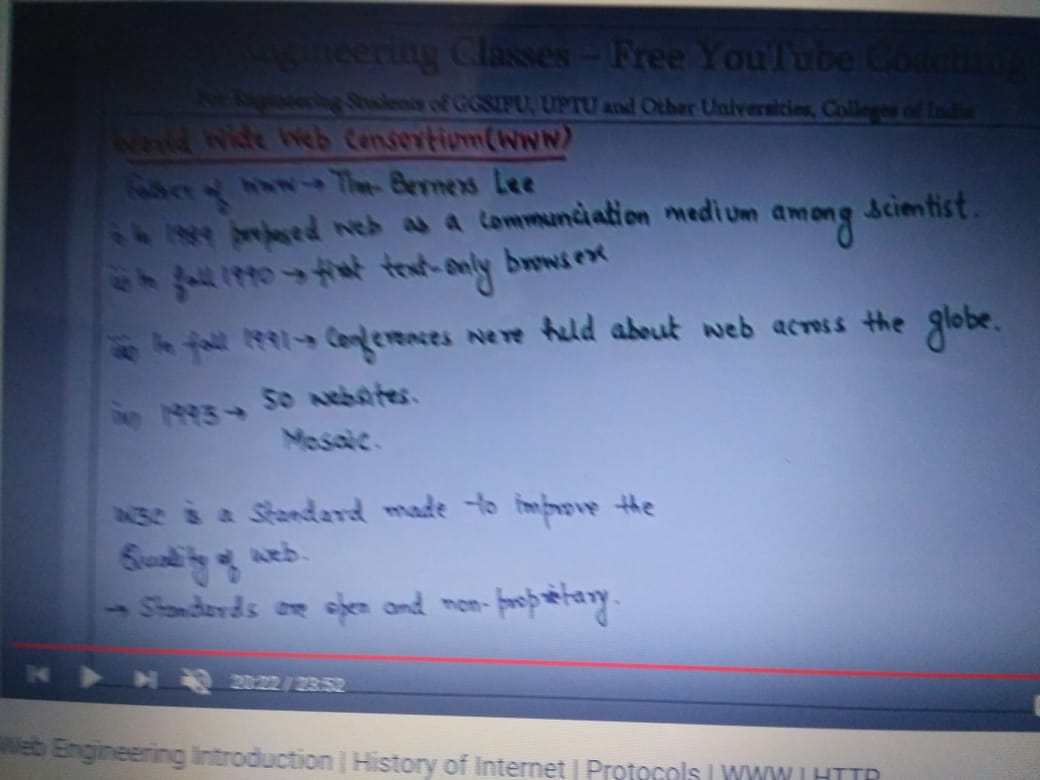 Engineering Classes – Free YouTube Coaching
For Engineering Students of GGSIPU, UPTU and Other Universities, Colleges of India
World Wide Web Consortium(WWW)
Father of WWW → Tim- Berners Lee
i) In 1989 proposed web as a Communciation medium among scientist.
ii) In fall 1990 → first text-only browser
iii) In fall 1991 → Conferences were held about web across the globe.
iv) 1993 → 50 websites.
Mosaic.
W3C is a Standard made to improve the
Quality of web.
→ Standards are open and non-proprietary.
20:22 / 23:52
Web Engineering Introduction | History of Internet | Protocols | WWW | HTTP